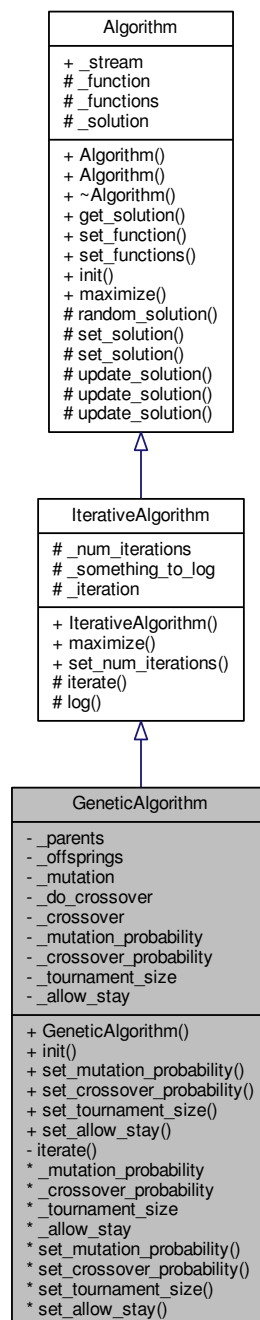 Algorithm
+ _stream
# _function
# _functions
# _solution
+ Algorithm()
+ Algorithm()
+ ~Algorithm()
+ get_solution()
+ set_function()
+ set_functions()
+ init()
+ maximize()
# random_solution()
# set_solution()
# set_solution()
# update_solution()
# update_solution()
# update_solution()
IterativeAlgorithm
# _num_iterations
# _something_to_log
# _iteration
+ IterativeAlgorithm()
+ maximize()
+ set_num_iterations()
# iterate()
# log()
GeneticAlgorithm
- _parents
- _offsprings
- _mutation
- _do_crossover
- _crossover
- _mutation_probability
- _crossover_probability
- _tournament_size
- _allow_stay
+ GeneticAlgorithm()
+ init()
+ set_mutation_probability()
+ set_crossover_probability()
+ set_tournament_size()
+ set_allow_stay()
- iterate()
* _mutation_probability
* _crossover_probability
* _tournament_size
* _allow_stay
* set_mutation_probability()
* set_crossover_probability()
* set_tournament_size()
* set_allow_stay()